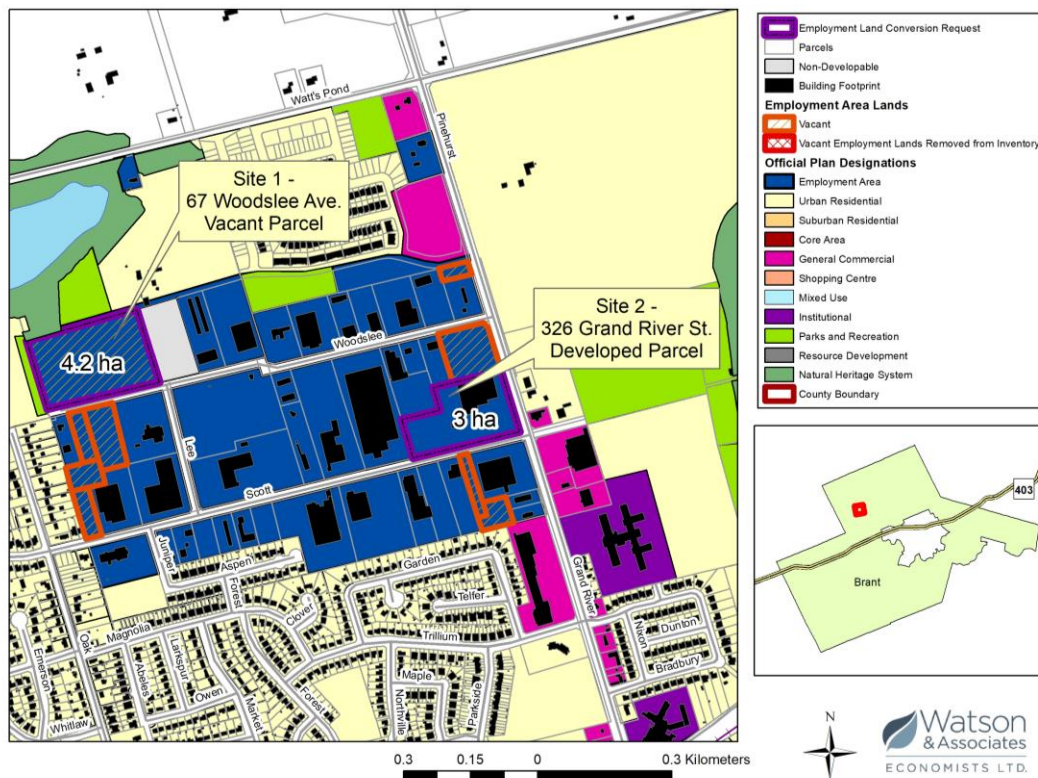 Watt's Pond
Pinehurst
Site 1 -
67 Woodslee Ave.
Vacant Parcel
Site 2 -
326 Grand River St.
Developed Parcel
4.2 ha
Woodslee
3 ha
Lee
Scott
Juniper
Aspen
Forest
Garden
Grand River
Clover
Telfer
Magnolia
Trillium
Nixon
Dunton
Oak
Emerson
Abeles
Larkspur
Owen
Market
Forest
Maple
Northville
Parkside
Bradbury
Whitlaw
0.3 0.15 0 0.3 Kilometers
Employment Land Conversion Request
Parcels
Non-Developable
Building Footprint
Employment Area Lands
Vacant
Vacant Employment Lands Removed from Inventory
Official Plan Designations
Employment Area
Urban Residential
Suburban Residential
Core Area
General Commercial
Shopping Centre
Mixed Use
Institutional
Parks and Recreation
Resource Development
Natural Heritage System
County Boundary
403
Brant
N
Watson
& Associates
ECONOMISTS LTD.